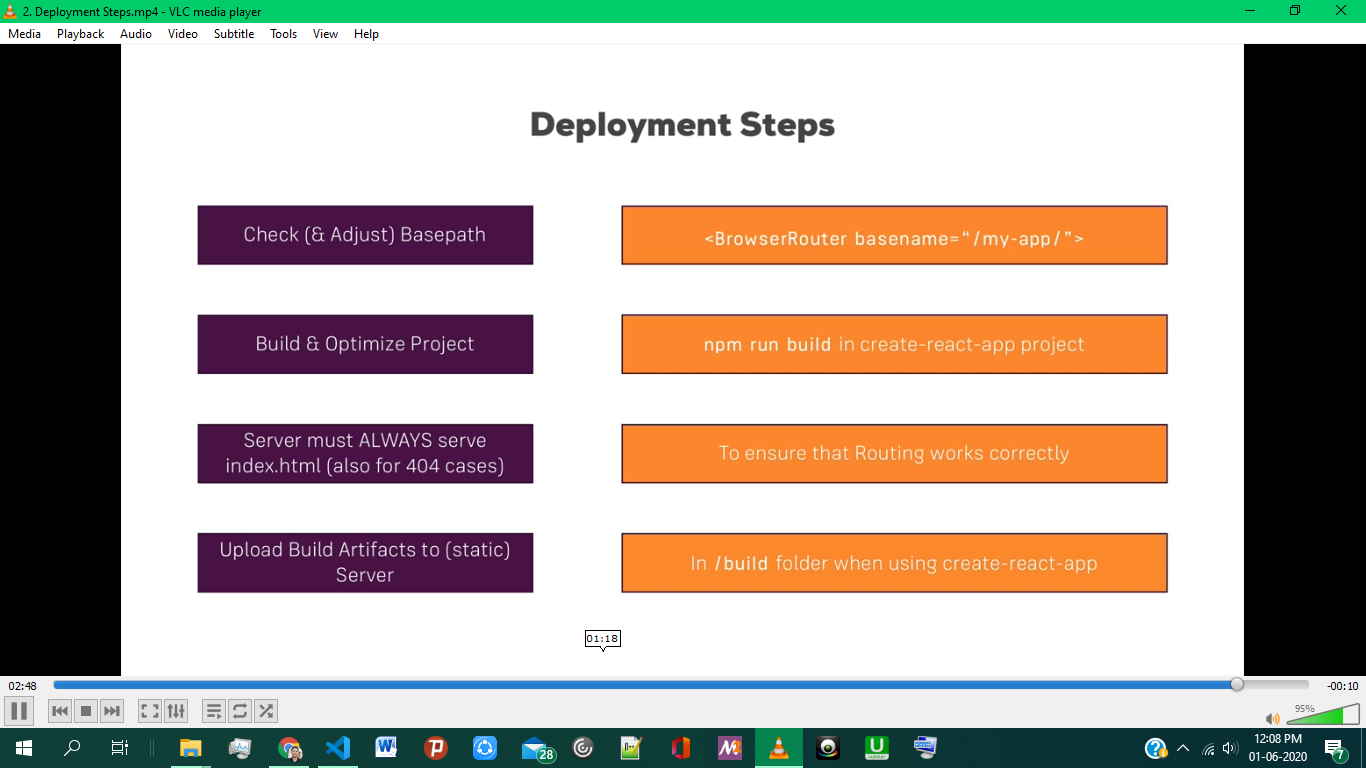 2. Deployment Steps.mp4 - VLC media player
Media Playback Audio Video Subtitle Tools View Help
Deployment Steps
Check (& Adjust) Basepath
<BrowserRouter basename=“/my-app/”>
Build & Optimize Project
npm run build in create-react-app project
Server must ALWAYS serve
index.html (also for 404 cases)
To ensure that Routing works correctly
Upload Build Artifacts to (static)
Server
In /build folder when using create-react-app
01:18
02:48
-00:10
95%
28
12:08 PM
01-06-2020
7